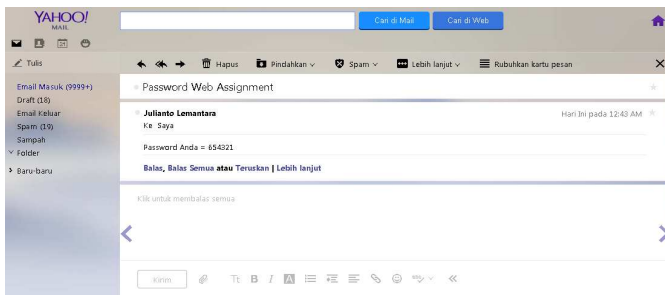 YAHOO!
MAIL
Cari di Mail Cari di Web
Tulis
Hapus Pindahkan Spam Lebih lanjut Rubuhkan kartu pesan
Email Masuk (9999+)
Draft (18)
Email Keluar
Spam (19)
Sampah
Folder
Baru-baru
Password Web Assignment
Julianto Lemantara Hari Ini pada 12:43 AM
Ke Saya
Password Anda = 654321
Balas, Balas Semua atau Teruskan | Lebih lanjut
Klik untuk membalas semua
Kirim Tt B I A